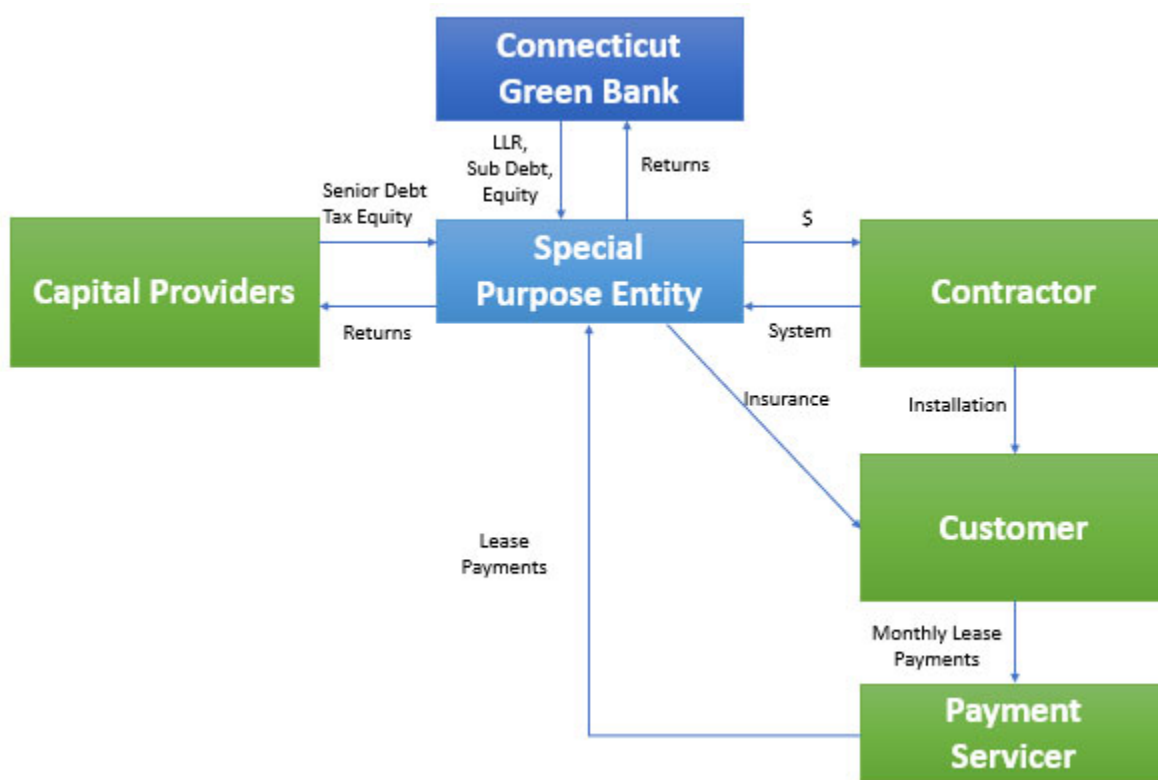 Connecticut
Green Bank
LLR,
Sub Debt,
Equity
Returns
Senior Debt
Tax Equity
$
Capital Providers
Special
Purpose Entity
Contractor
Returns
System
Insurance
Installation
Customer
Lease
Payments
Monthly Lease
Payments
Payment
Servicer